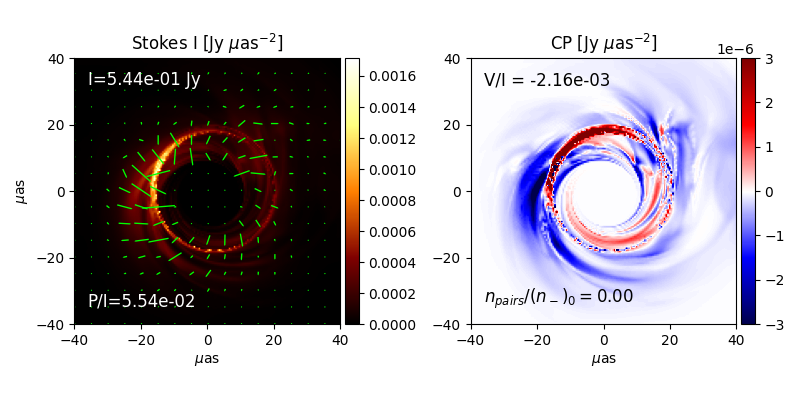 Stokes I [Jy μas⁻²]
I=5.44e-01 Jy
P/I=5.54e-02
40
20
0
−20
−40
μas
−40 −20 0 20 40
μas
0.0016
0.0014
0.0012
0.0010
0.0008
0.0006
0.0004
0.0002
0.0000
CP [Jy μas⁻²]
1e−6
V/I = -2.16e-03
n_pairs/(n_−)_0 = 0.00
40
20
0
−20
−40
−40 −20 0 20 40
μas
3
2
1
0
−1
−2
−3